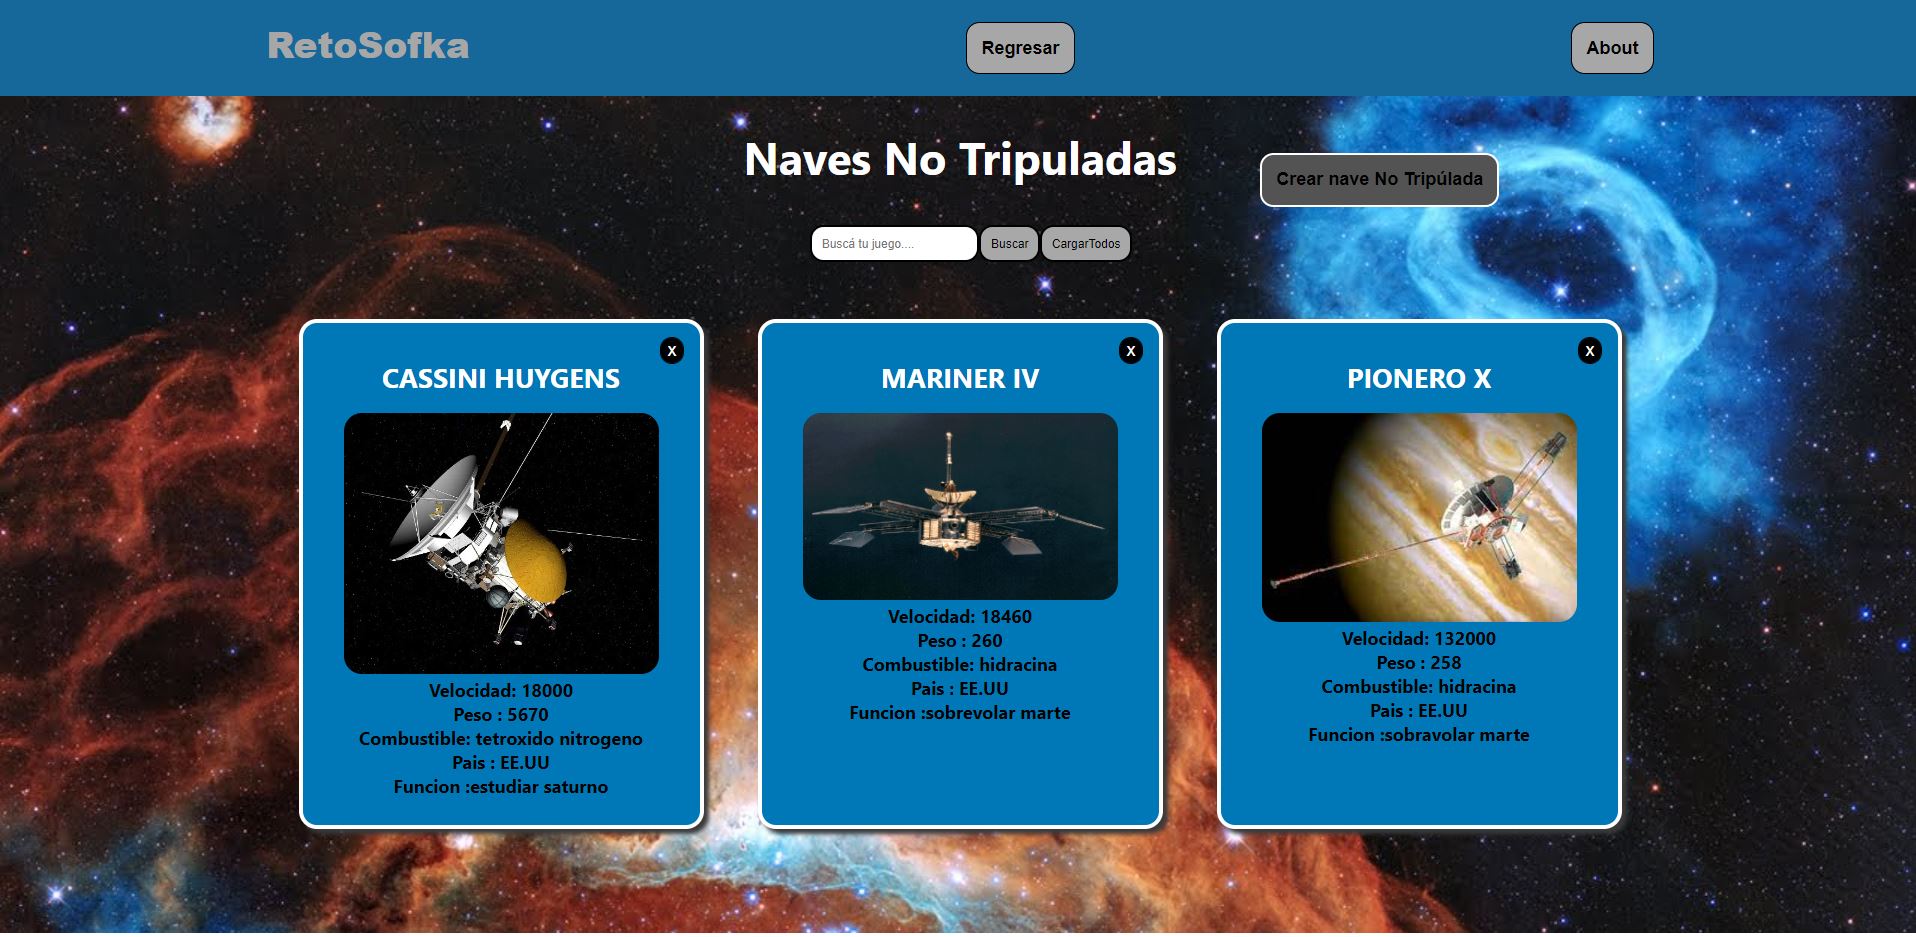 RetoSofka
Regresar
About
Naves No Tripuladas
Crear nave No Tripúlada
Buscá tu juego....
Buscar
CargarTodos
X
CASSINI HUYGENS
Velocidad: 18000
Peso : 5670
Combustible: tetroxido nitrogeno
Pais : EE.UU
Funcion :estudiar saturno
X
MARINER IV
Velocidad: 18460
Peso : 260
Combustible: hidracina
Pais : EE.UU
Funcion :sobrevolar marte
X
PIONERO X
Velocidad: 132000
Peso : 258
Combustible: hidracina
Pais : EE.UU
Funcion :sobravolar marte